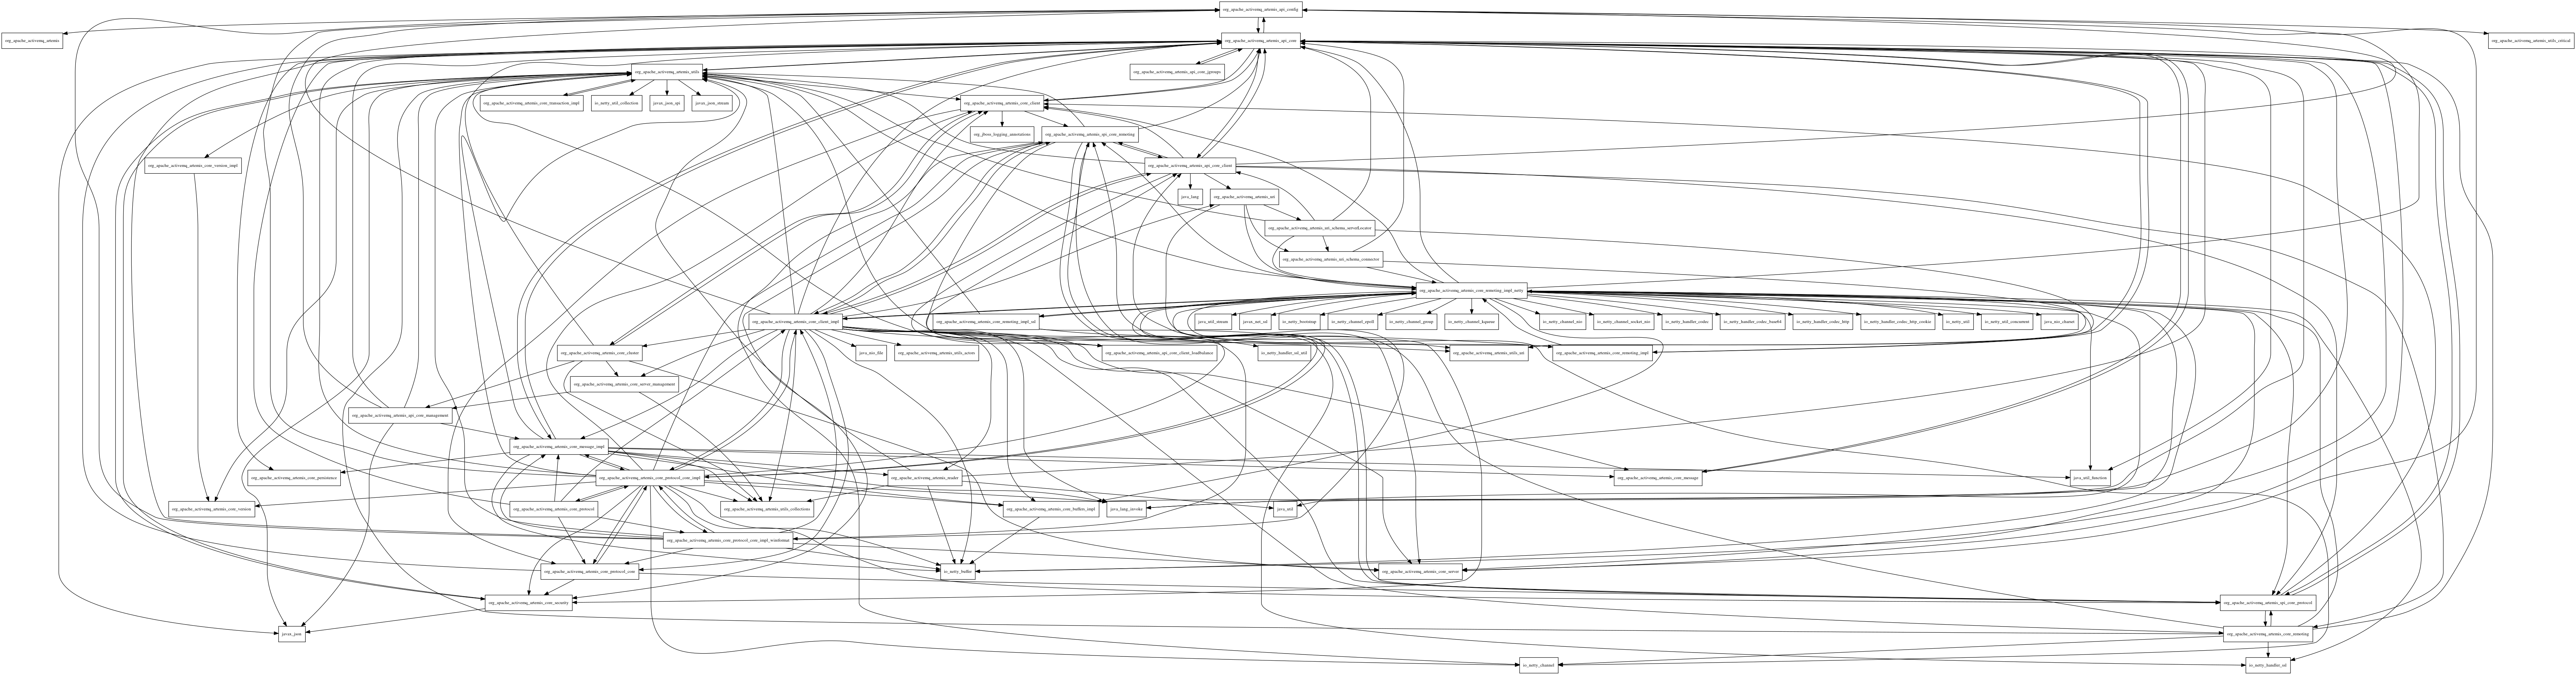 org_apache_activemq_artemis_api_config
org_apache_activemq_artemis
org_apache_activemq_artemis_api_core
org_apache_activemq_artemis_utils_critical
org_apache_activemq_artemis_utils
org_apache_activemq_artemis_api_core_jgroups
org_apache_activemq_artemis_core_transaction_impl
io_netty_util_collection
javax_json_spi
javax_json_stream
org_apache_activemq_artemis_core_client
org_jboss_logging_annotations
org_apache_activemq_artemis_spi_core_remoting
org_apache_activemq_artemis_core_version_impl
org_apache_activemq_artemis_api_core_client
java_lang
org_apache_activemq_artemis_uri
org_apache_activemq_artemis_uri_schema_serverLocator
org_apache_activemq_artemis_uri_schema_connector
org_apache_activemq_artemis_core_remoting_impl_netty
org_apache_activemq_artemis_core_client_impl
org_apache_activemq_artemis_core_remoting_impl_ssl
java_util_stream
javax_net_ssl
io_netty_bootstrap
io_netty_channel_epoll
io_netty_channel_group
io_netty_channel_kqueue
io_netty_channel_nio
io_netty_channel_socket_nio
io_netty_handler_codec
io_netty_handler_codec_base64
io_netty_handler_codec_http
io_netty_handler_codec_http_cookie
io_netty_util
io_netty_util_concurrent
java_nio_channels
org_apache_activemq_artemis_core_cluster
java_nio_file
org_apache_activemq_artemis_utils_actors
org_apache_activemq_artemis_api_core_client_loadbalance
io_netty_handler_ssl_util
org_apache_activemq_artemis_utils_uri
org_apache_activemq_artemis_core_remoting_impl
org_apache_activemq_artemis_core_server_management
org_apache_activemq_artemis_api_core_management
org_apache_activemq_artemis_core_message_impl
org_apache_activemq_artemis_core_persistence
org_apache_activemq_artemis_core_protocol_core_impl
org_apache_activemq_artemis_reader
org_apache_activemq_artemis_core_message
java_util_function
org_apache_activemq_artemis_core_version
org_apache_activemq_artemis_core_protocol
org_apache_activemq_artemis_utils_collections
org_apache_activemq_artemis_core_buffers_impl
java_lang_invoke
java_util
org_apache_activemq_artemis_core_protocol_core_impl_wireformat
org_apache_activemq_artemis_core_protocol_core
io_netty_buffer
org_apache_activemq_artemis_core_server
org_apache_activemq_artemis_core_security
org_apache_activemq_artemis_spi_core_protocol
javax_json
org_apache_activemq_artemis_core_remoting
io_netty_channel
io_netty_handler_ssl